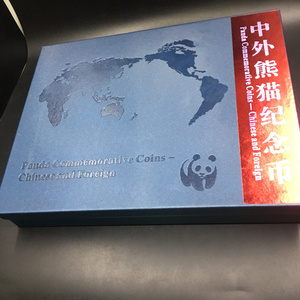 中外熊猫纪念币
Panda Commemorative Coins—Chinese and Foreign
Panda Commemorative Coins –
Chinese and Foreign